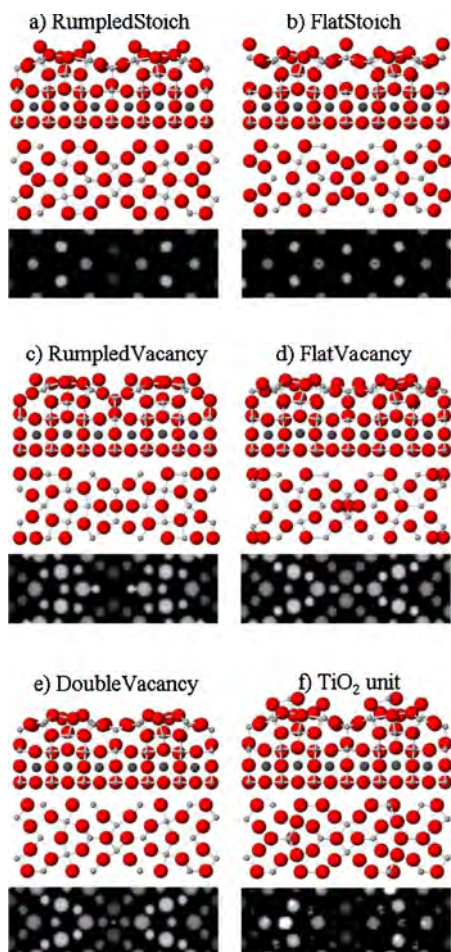 a) RumpledStoich
b) FlatStoich
c) RumpledVacancy
d) FlatVacancy
e) DoubleVacancy
f) TiO₂ unit